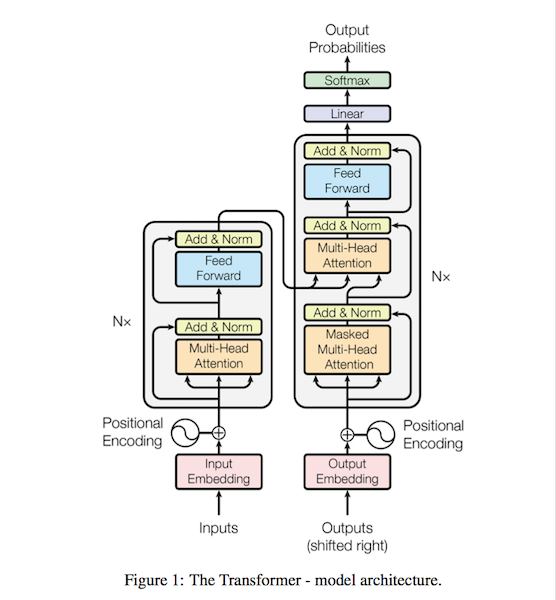 Output
Probabilities
Softmax
Linear
Add & Norm
Feed
Forward
Add & Norm
Multi-Head
Attention
Add & Norm
Masked
Multi-Head
Attention
Nx
Add & Norm
Feed
Forward
Add & Norm
Multi-Head
Attention
Nx
Positional
Encoding
Positional
Encoding
Input
Embedding
Output
Embedding
Inputs
Outputs
(shifted right)
Figure 1: The Transformer - model architecture.